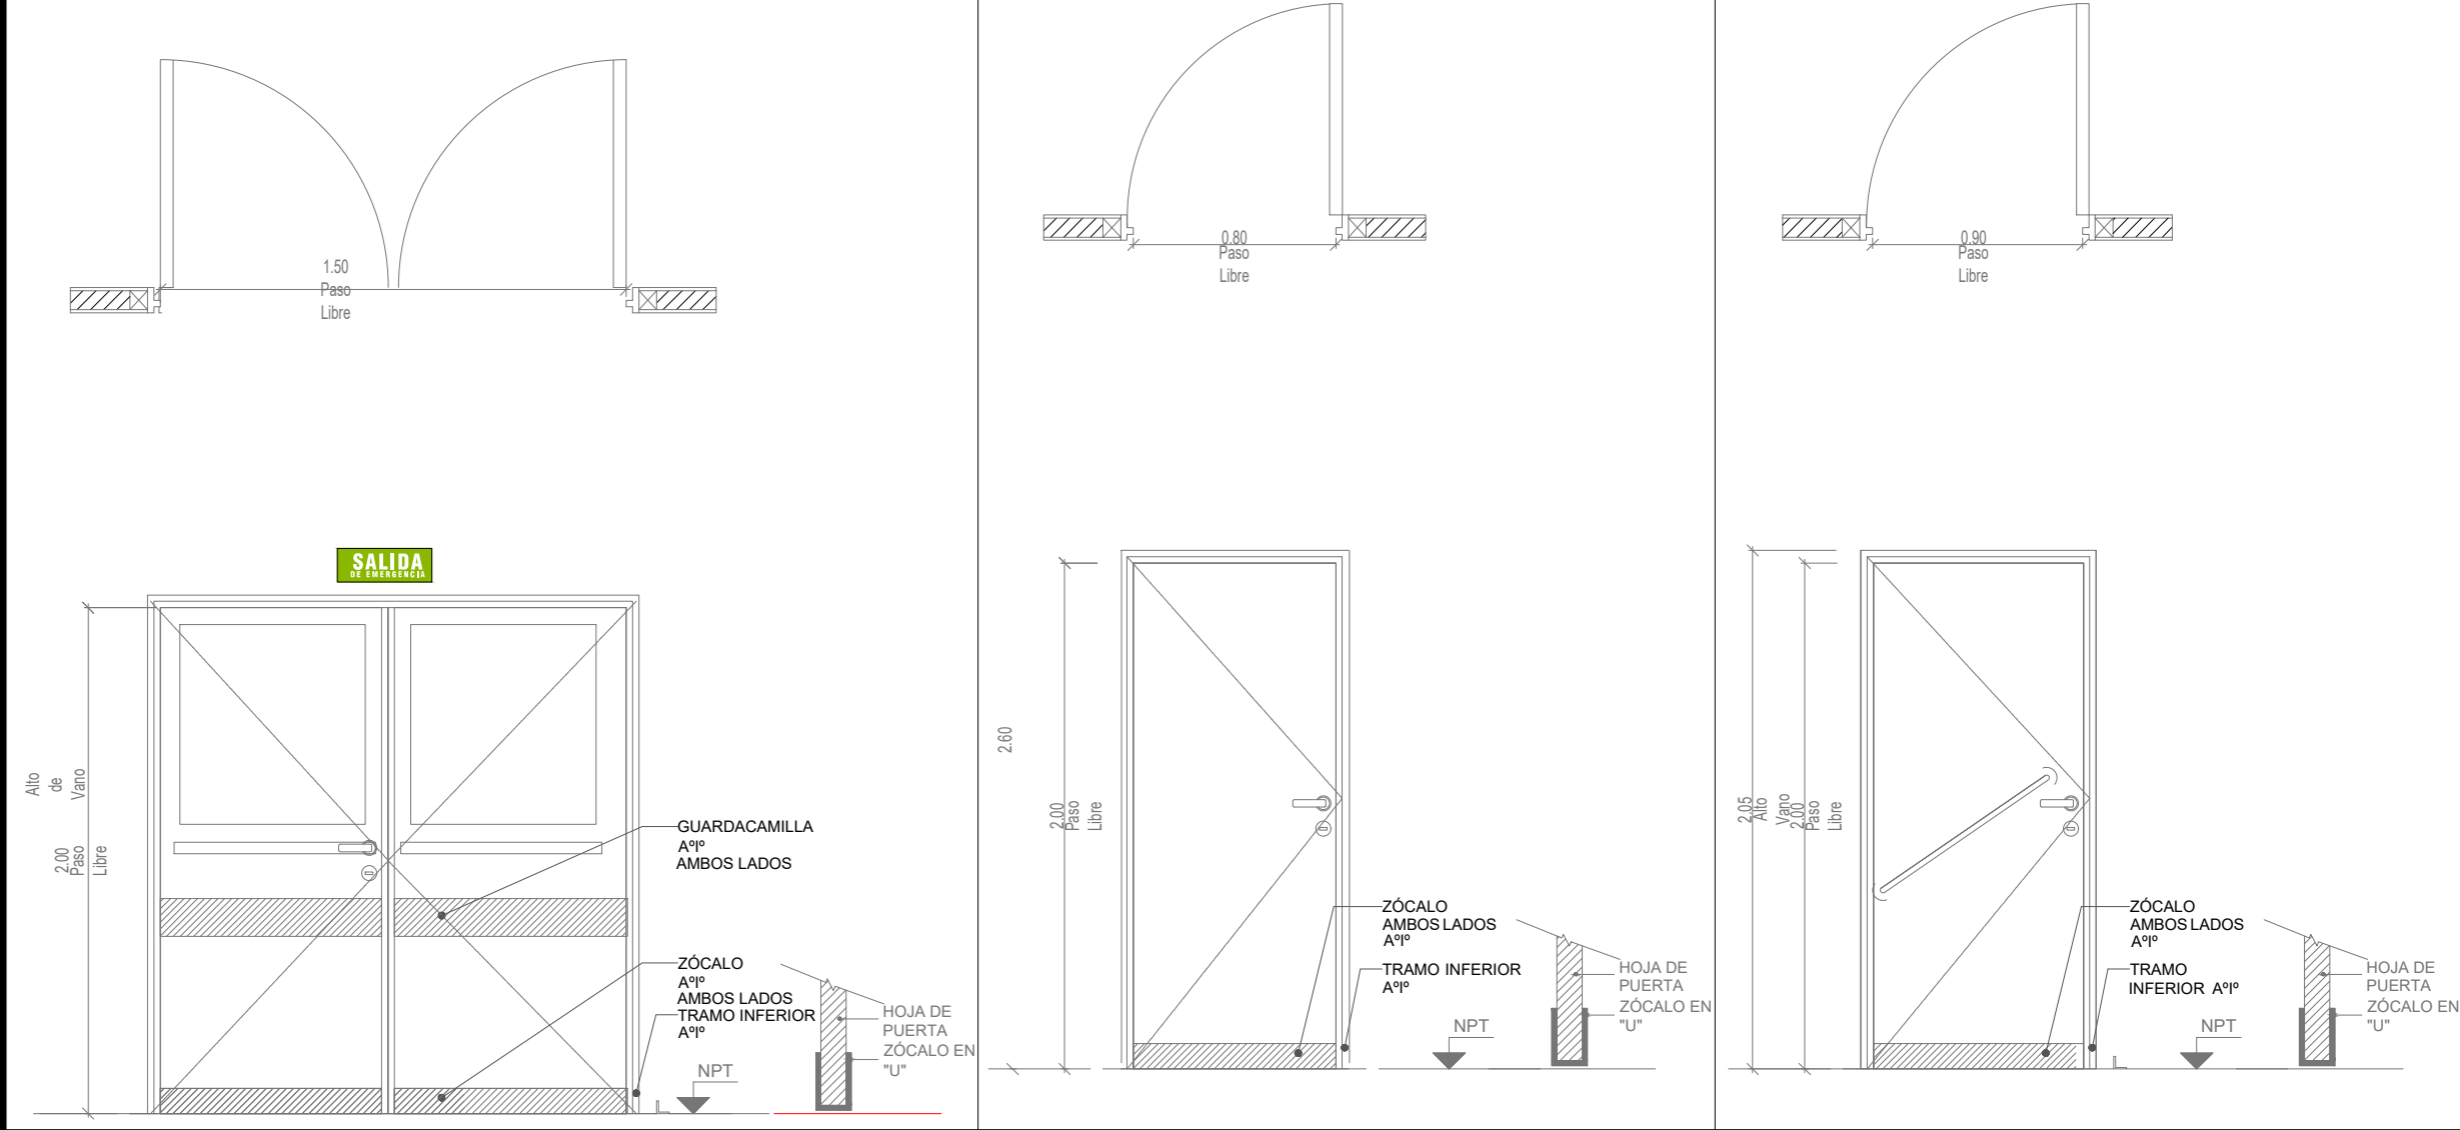 1.50
Paso
Libre
SALIDA
DE EMERGENCIA
Alto
de
Vano
2.00
Paso
Libre
GUARDACAMILLA
AºIº
AMBOS LADOS
ZÓCALO
AºIº
AMBOS LADOS
TRAMO INFERIOR
AºIº
HOJA DE
PUERTA
ZÓCALO EN
"U"
NPT
0.80
Paso
Libre
2.60
2.00
Paso
Libre
ZÓCALO
AMBOS LADOS
AºIº
TRAMO INFERIOR
AºIº
HOJA DE
PUERTA
ZÓCALO EN
"U"
NPT
0.90
Paso
Libre
2.05
Alto
Vano
2.00
Paso
Libre
ZÓCALO
AMBOS LADOS
AºIº
TRAMO
INFERIOR AºIº
HOJA DE
PUERTA
ZÓCALO EN
"U"
NPT